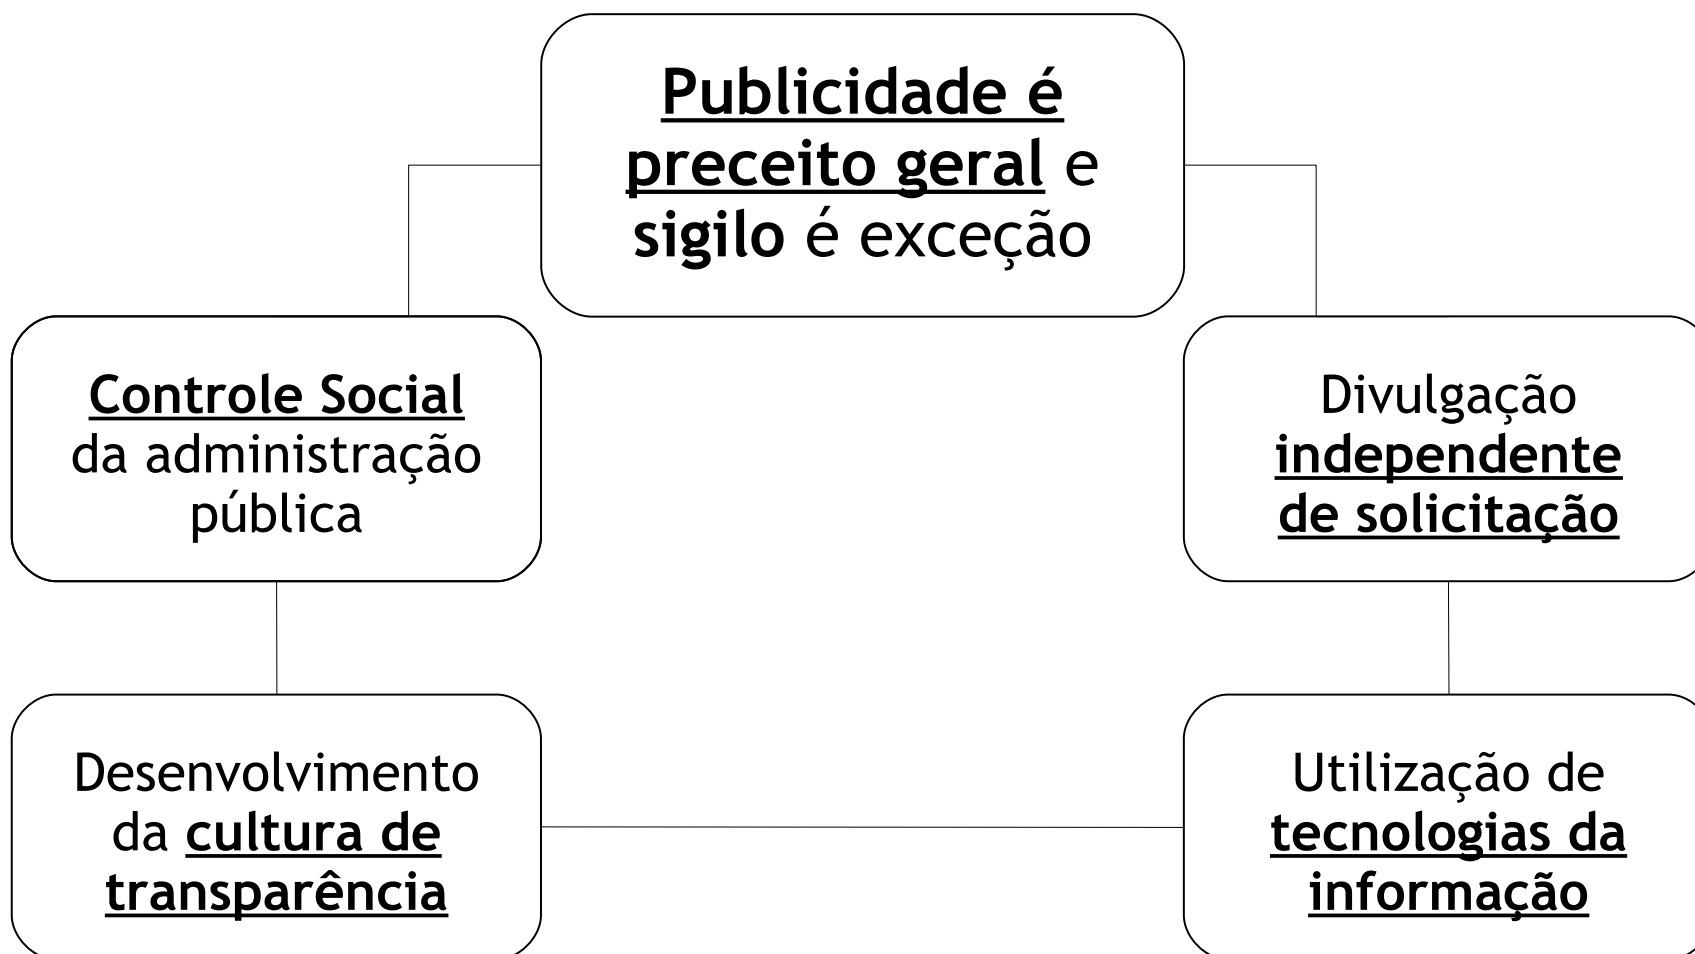 Publicidade é
preceito geral e
sigilo é exceção
Controle Social
da administração
pública
Divulgação
independente
de solicitação
Desenvolvimento
da cultura de
transparência
Utilização de
tecnologias da
informação